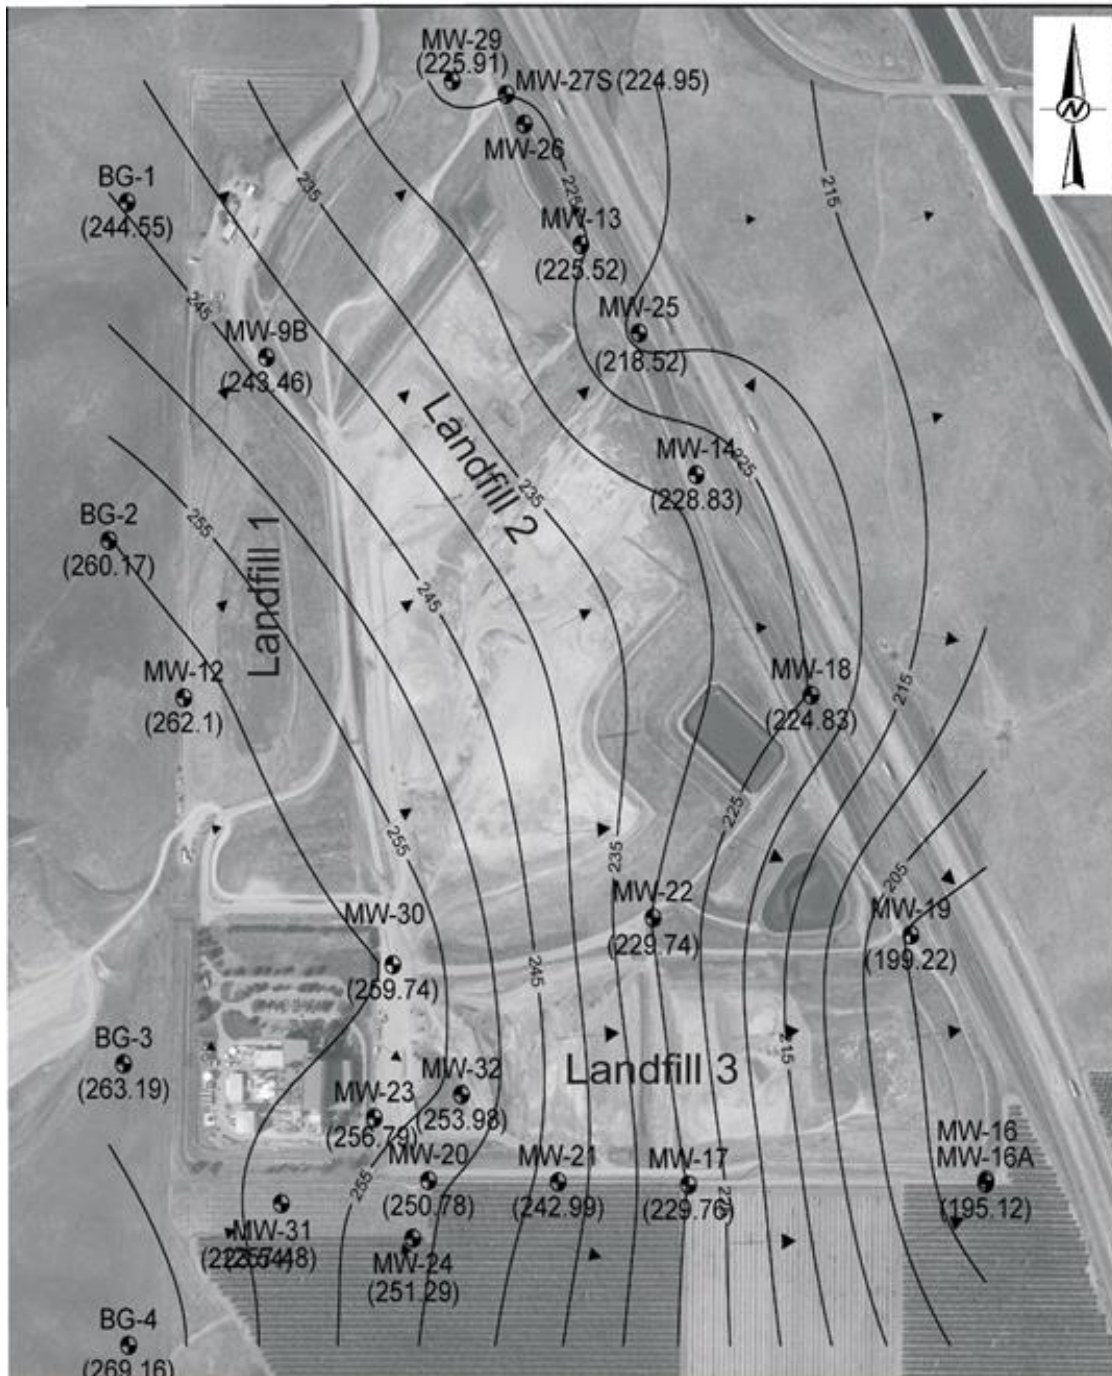 MW-29
(225.91)
MW-27S (224.95)
N
MW-26
BG-1
(244.55)
235
215
225
MW-13
(225.52)
245
MW-25
(218.52)
MW-9B
(243.46)
Landfill 2
MW-14
(228.83)
225
235
BG-2
(260.17)
255
Landfill 1
245
MW-12
(262.1)
MW-18
(224.83)
215
225
255
235
MW-22
(229.74)
205
MW-19
(199.22)
MW-30
(259.74)
245
BG-3
(263.19)
215
Landfill 3
MW-32
(253.98)
MW-23
(256.79)
MW-16
MW-16A
(195.12)
MW-20
(250.78)
MW-21
(242.99)
MW-17
(229.76)
255
MW-31
MW-24
(251.29)
BG-4
(269.16)